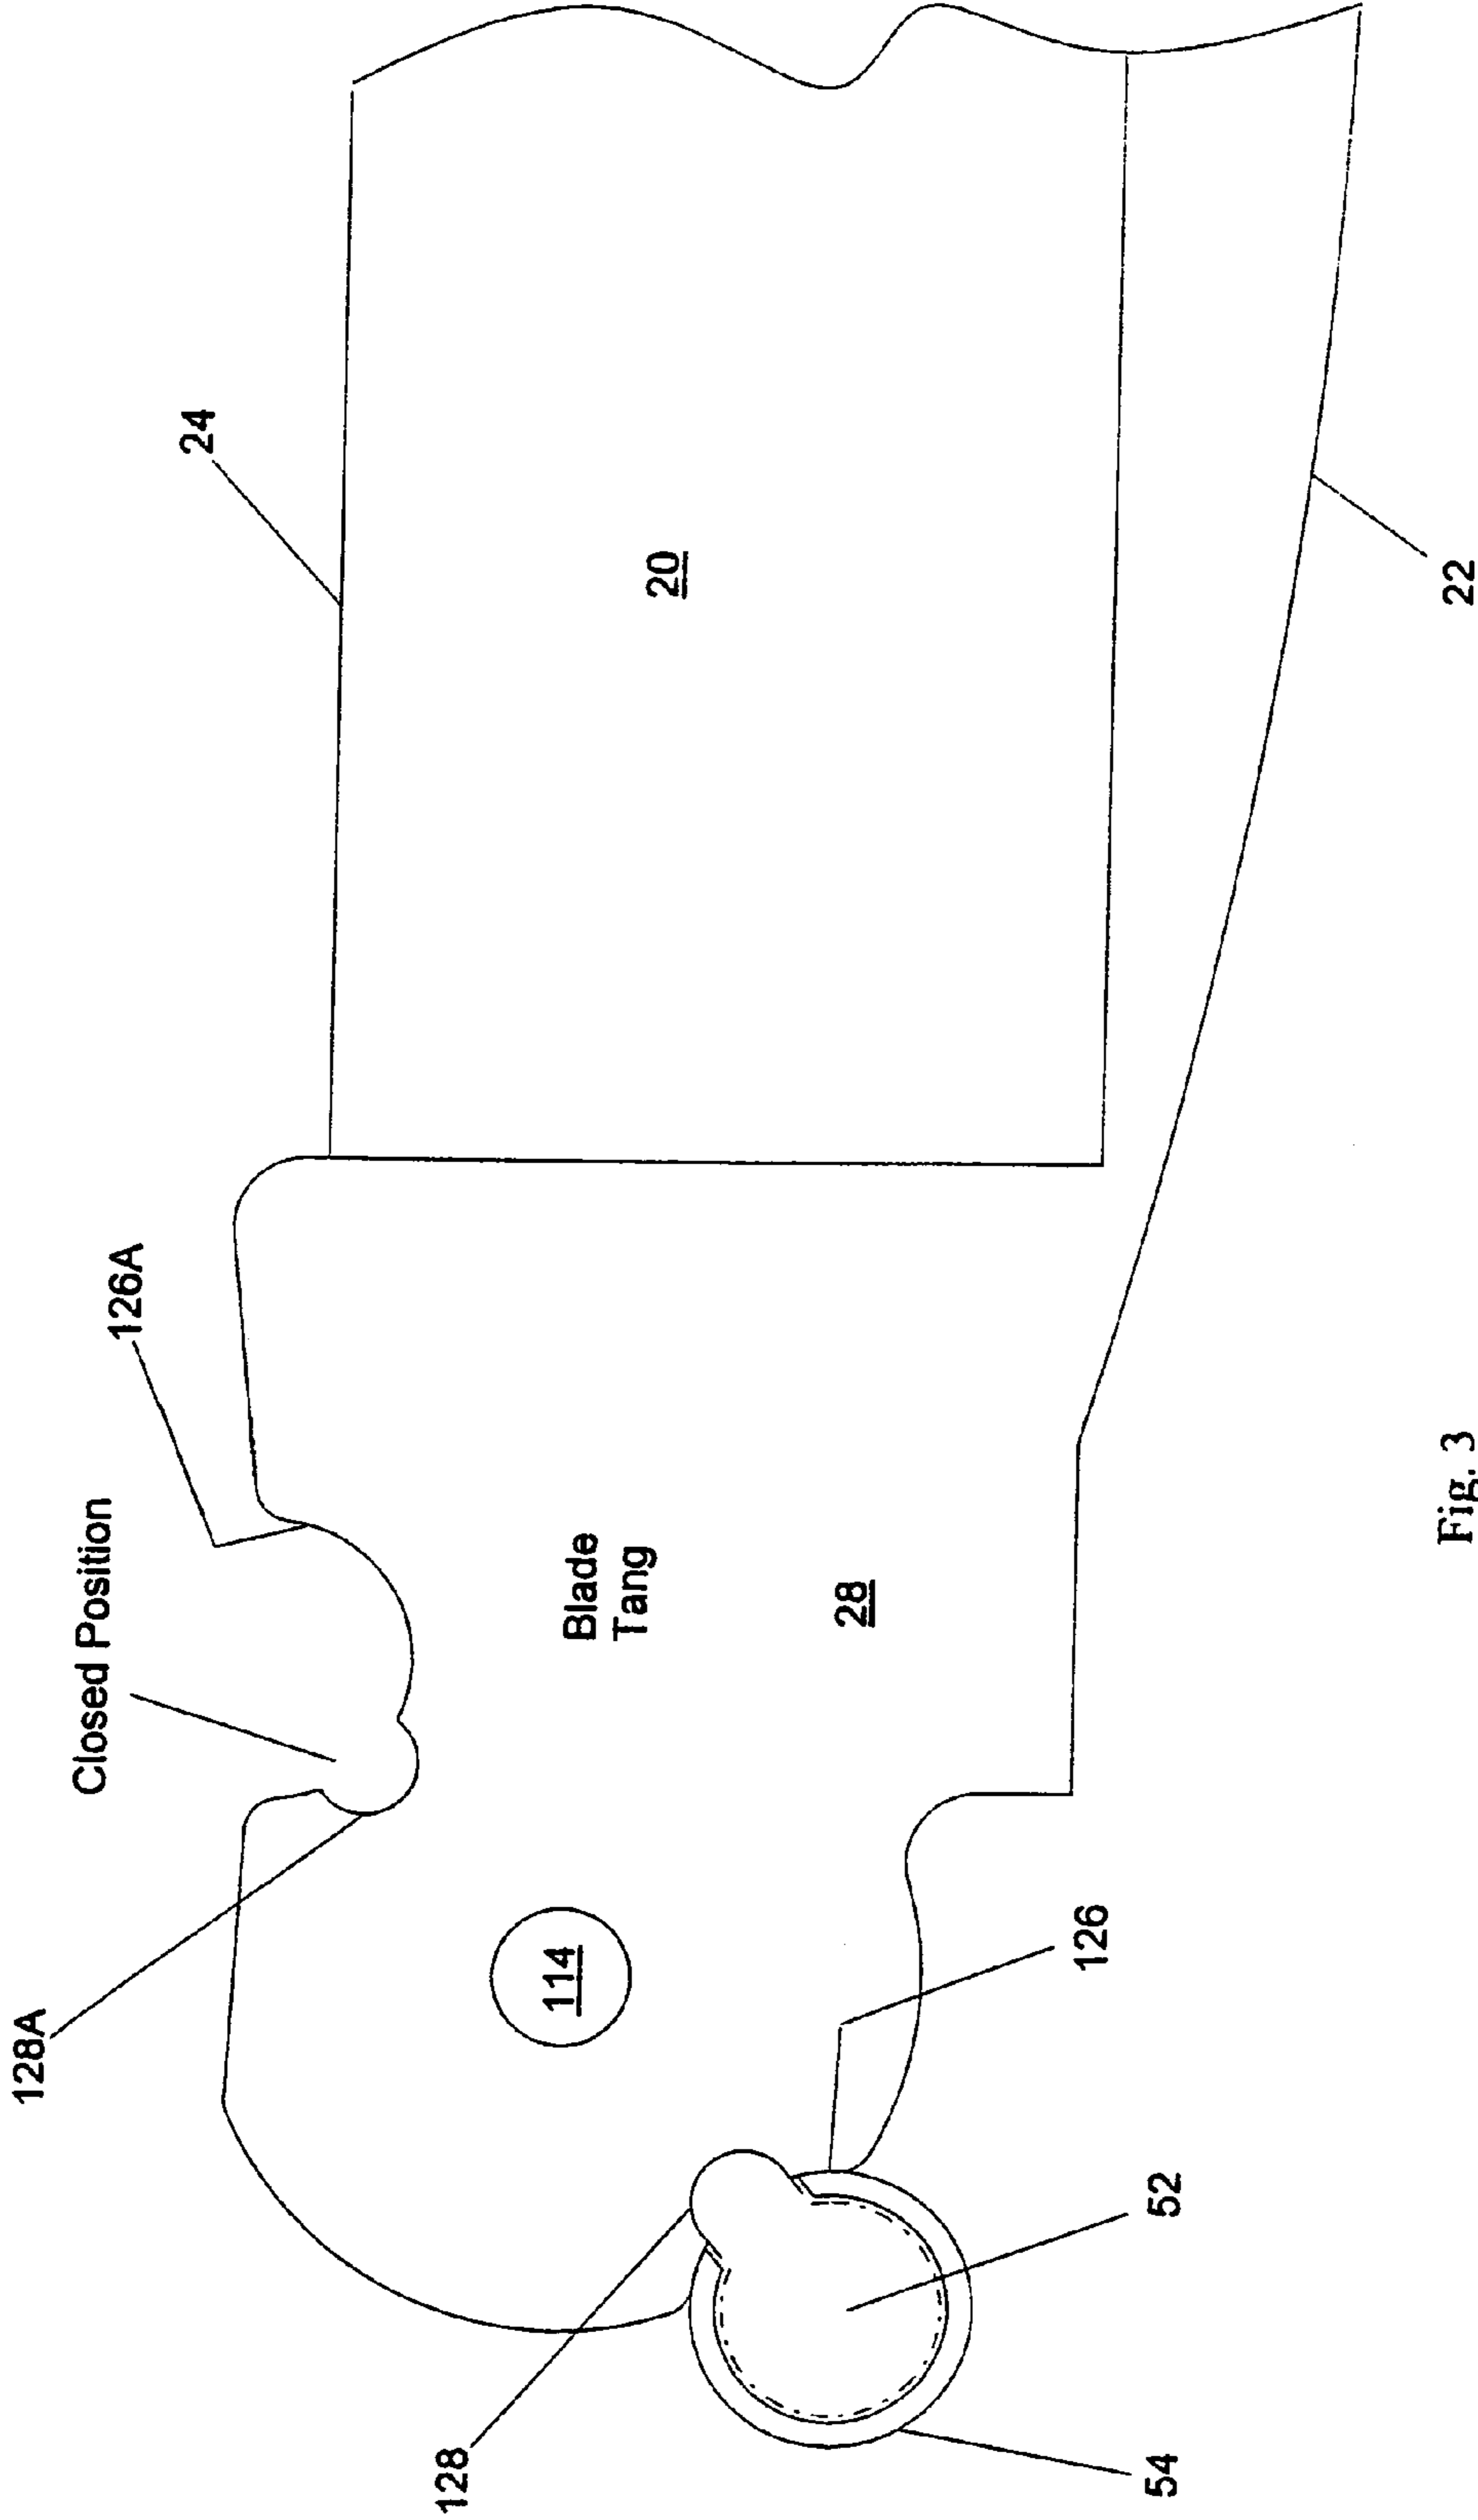 128A
Closed Position
126A
24
128
114
Blade
Tang
20
28
54
52
126
22
Fig. 3